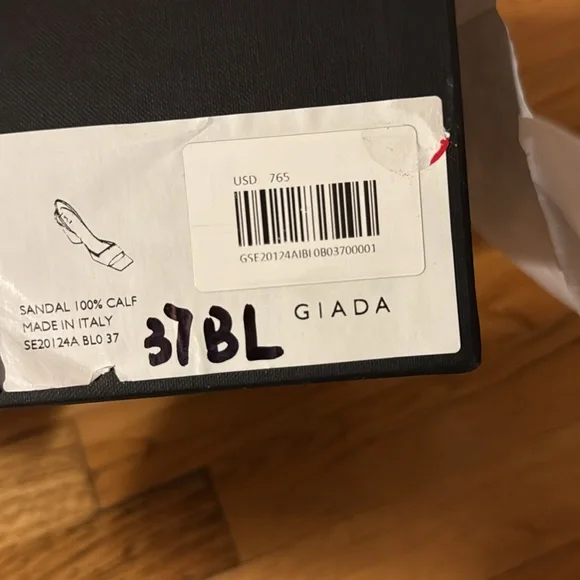 USD 765
GSE20124AIBI0B03700001
SANDAL 100% CALF
MADE IN ITALY
SE20124A BL0 37
37BL
GIADA